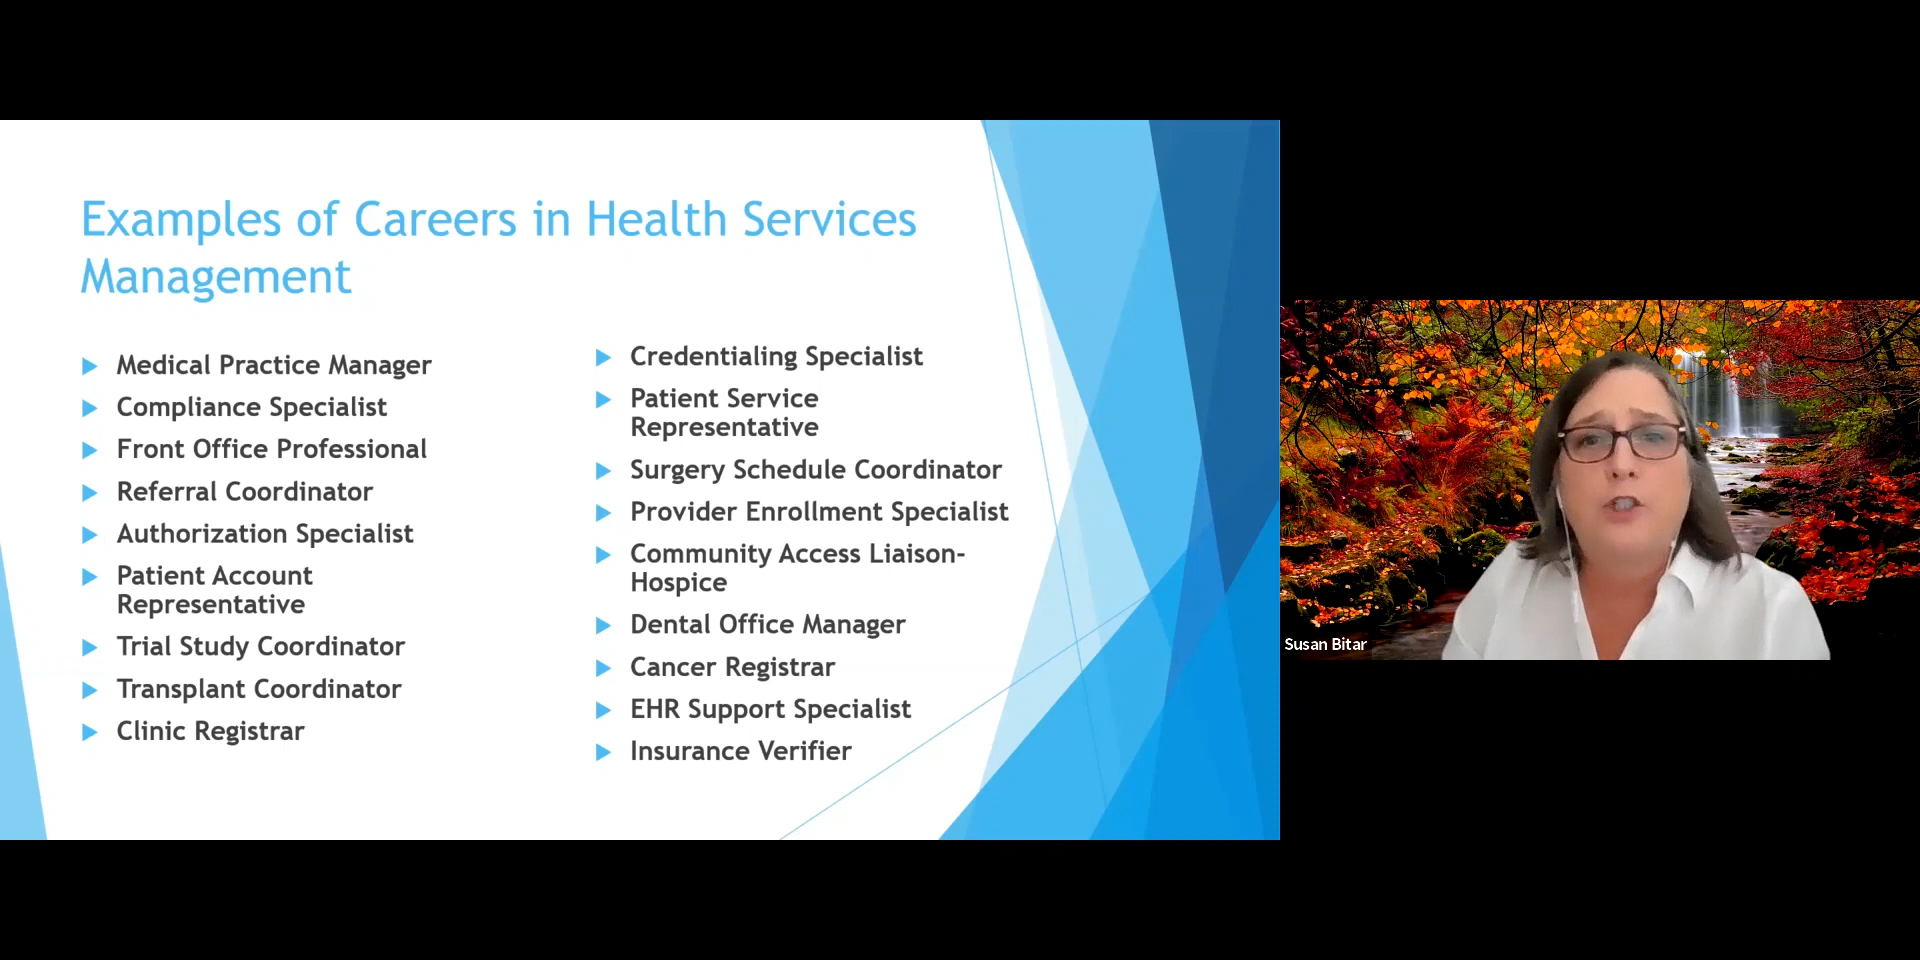 Examples of Careers in Health Services
Management
Medical Practice Manager
Compliance Specialist
Front Office Professional
Referral Coordinator
Authorization Specialist
Patient Account
Representative
Trial Study Coordinator
Transplant Coordinator
Clinic Registrar
Credentialing Specialist
Patient Service
Representative
Surgery Schedule Coordinator
Provider Enrollment Specialist
Community Access Liaison-
Hospice
Dental Office Manager
Cancer Registrar
EHR Support Specialist
Insurance Verifier
Susan Bitar